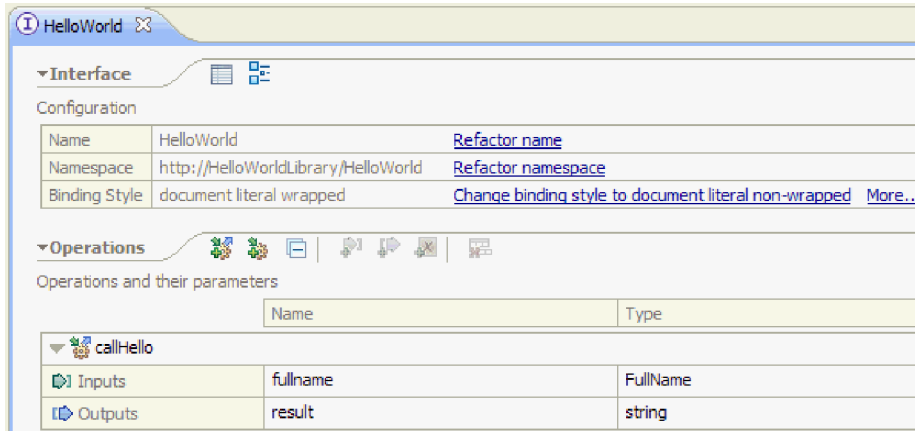 HelloWorld
Interface
Configuration
Name HelloWorld Refactor name
Namespace http://HelloWorldLibrary/HelloWorld Refactor namespace
Binding Style document literal wrapped Change binding style to document literal non-wrapped More..
Operations
Operations and their parameters
Name Type
callHello
Inputs fullname FullName
Outputs result string